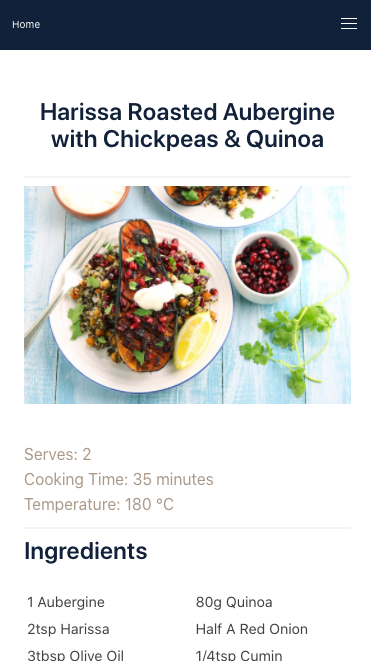 Home
Harissa Roasted Aubergine
with Chickpeas & Quinoa
Serves: 2
Cooking Time: 35 minutes
Temperature: 180 °C
Ingredients
1 Aubergine
80g Quinoa
2tsp Harissa
Half A Red Onion
3tbsp Olive Oil
1/4tsp Cumin